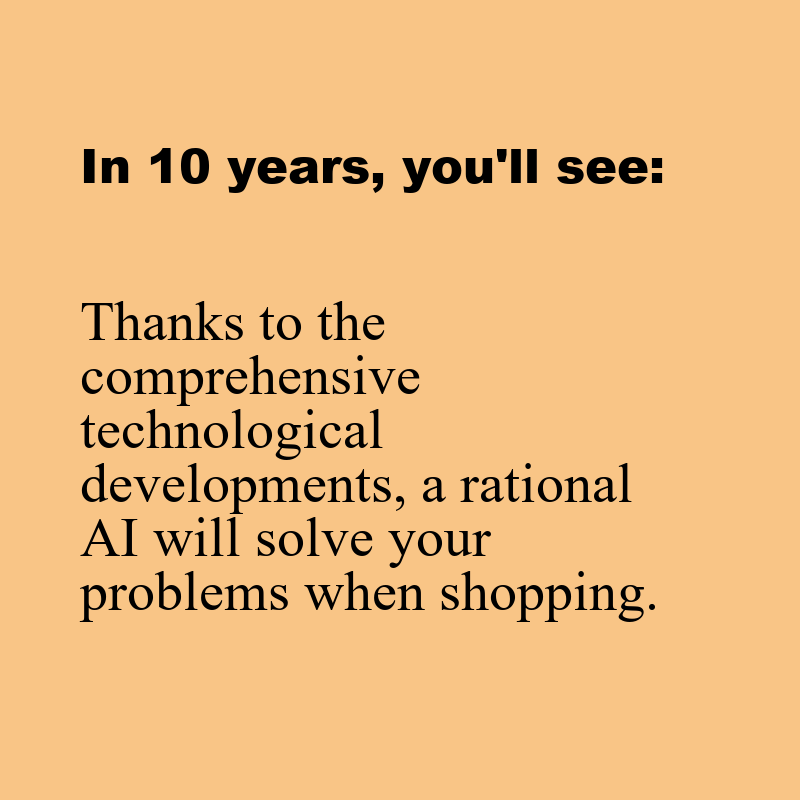 In 10 years, you'll see:
Thanks to the
comprehensive
technological
developments, a rational
AI will solve your
problems when shopping.